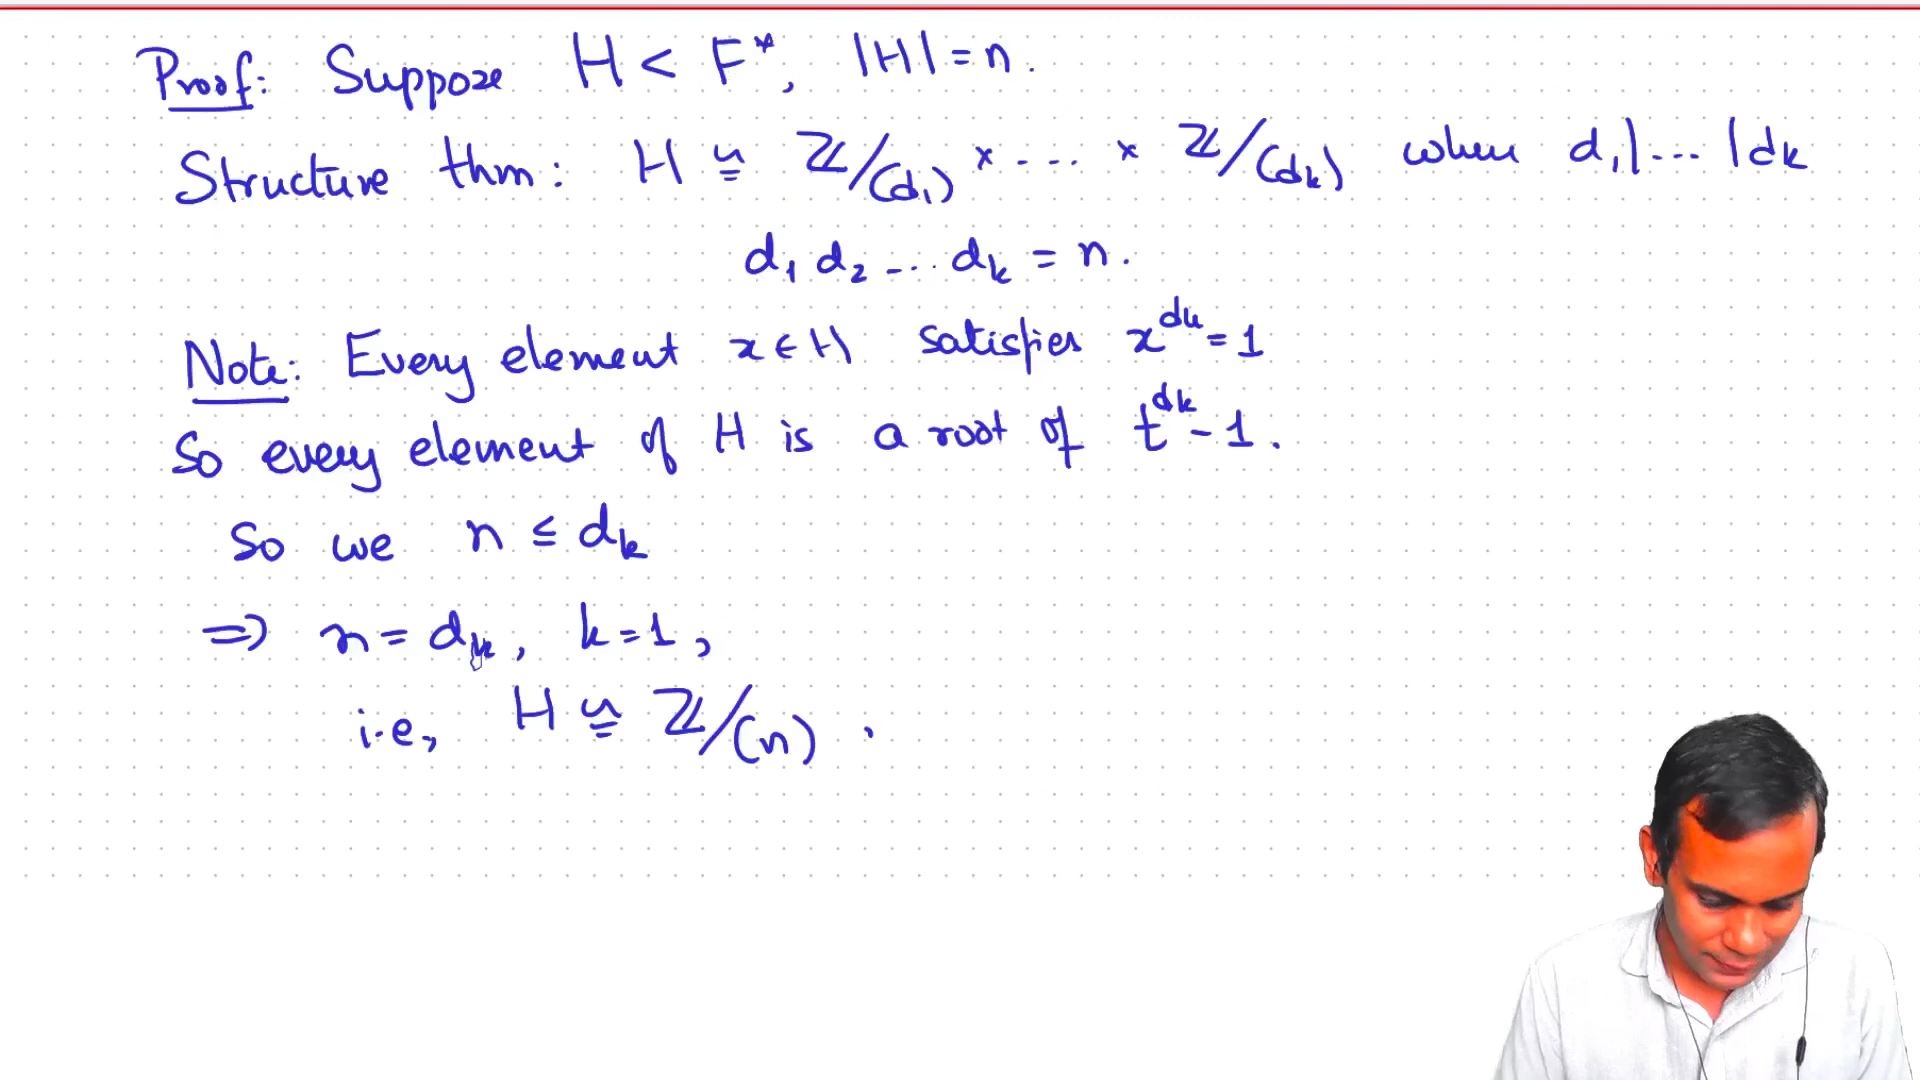 Proof: Suppose H < F*, |H| = n.
Structure thm: H ≅ ℤ/(d₁) × ... × ℤ/(dₖ) when d₁|...|dₖ
d₁ d₂ ... dₖ = n.
Note: Every element x ∈ H satisfies x^{dₖ} = 1
So every element of H is a root of t^{dₖ} - 1.
So we n ≤ dₖ
⇒ n = dₖ, k = 1,
i.e., H ≅ ℤ/(n).